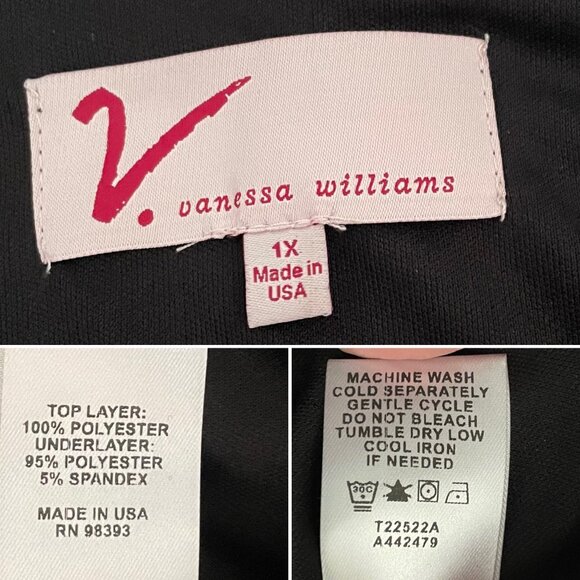 V.
vanessa williams
1X
Made in
USA
TOP LAYER:
100% POLYESTER
UNDERLAYER:
95% POLYESTER
5% SPANDEX
MADE IN USA
RN 98393
MACHINE WASH
COLD SEPARATELY
GENTLE CYCLE
DO NOT BLEACH
TUMBLE DRY LOW
COOL IRON
IF NEEDED
30C
T22522A
A442479